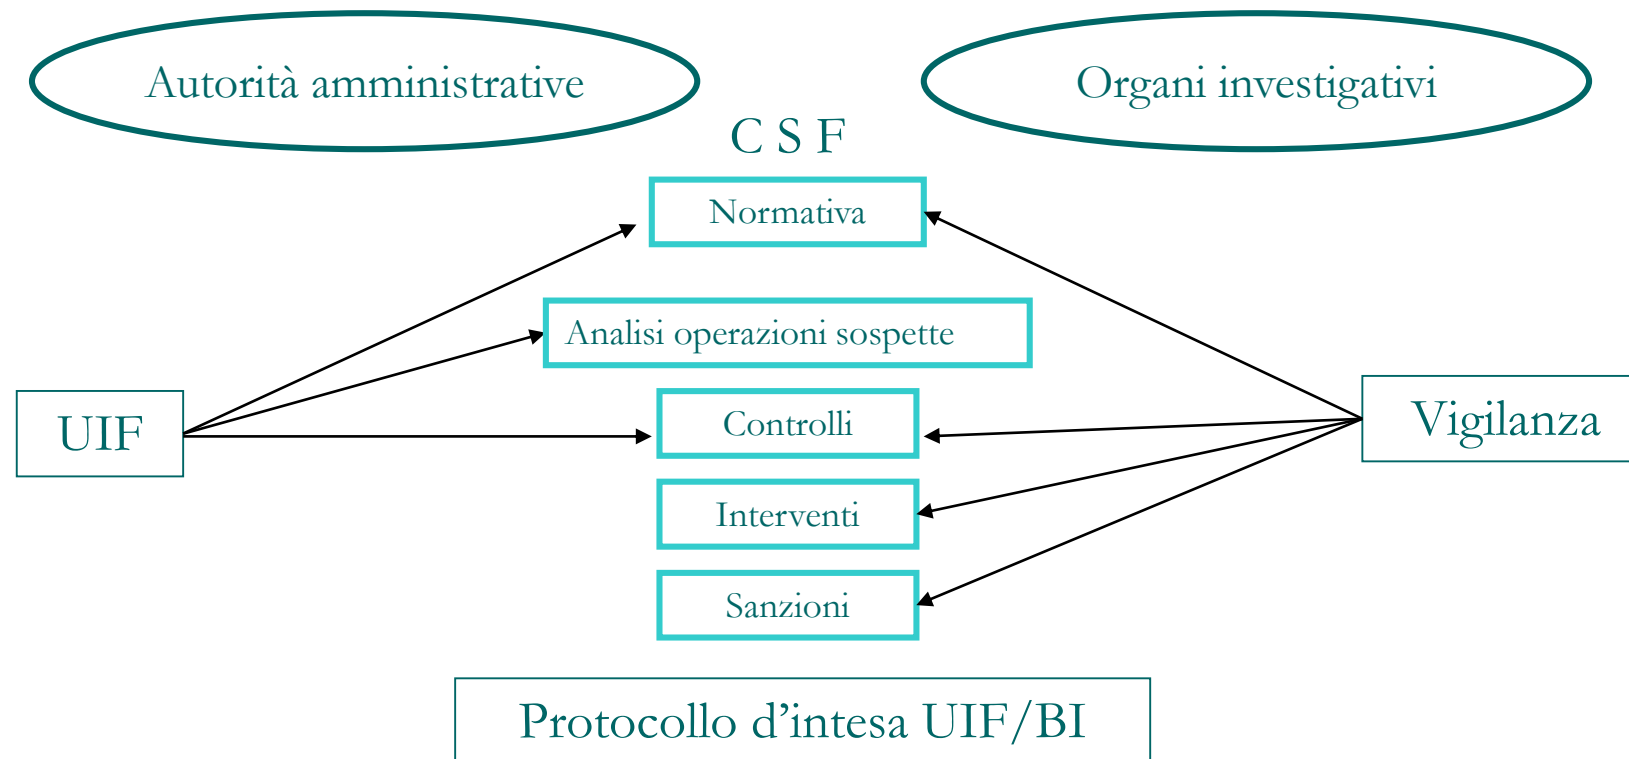 Autorità amministrative
Organi investigativi
C S F
Normativa
Analisi operazioni sospette
UIF
Controlli
Vigilanza
Interventi
Sanzioni
Protocollo d’intesa UIF/BI